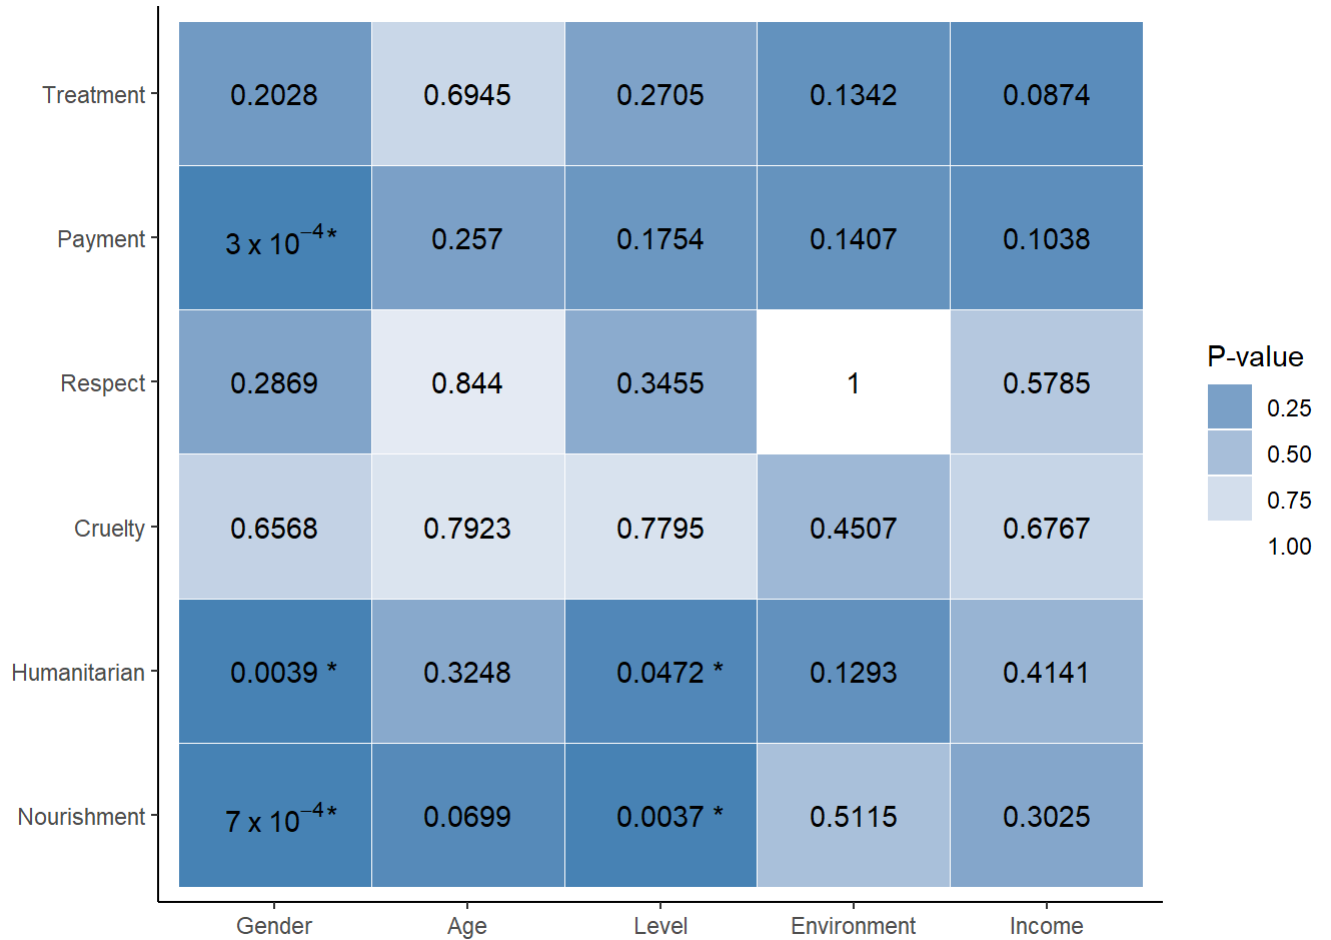 Treatment 0.2028 0.6945 0.2705 0.1342 0.0874
Payment 3 x 10⁻⁴* 0.257 0.1754 0.1407 0.1038
Respect 0.2869 0.844 0.3455 1 0.5785
Cruelty 0.6568 0.7923 0.7795 0.4507 0.6767
Humanitarian 0.0039 * 0.3248 0.0472 * 0.1293 0.4141
Nourishment 7 x 10⁻⁴* 0.0699 0.0037 * 0.5115 0.3025
Gender Age Level Environment Income
P-value
0.25
0.50
0.75
1.00